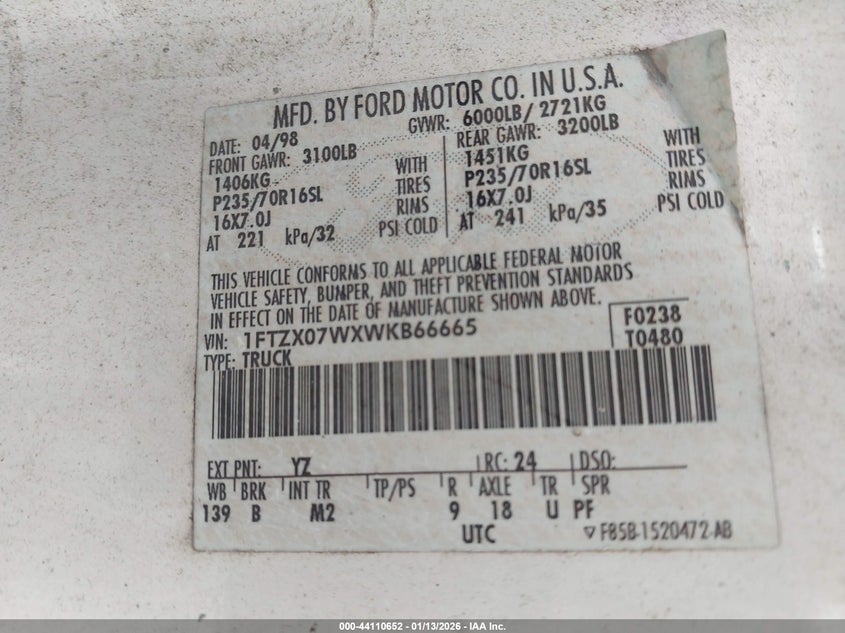 MFD. BY FORD MOTOR CO. IN U.S.A.
DATE: 04/98 GVWR: 6000LB/ 2721KG
FRONT GAWR: 3100LB REAR GAWR: 3200LB
1406KG WITH 1451KG WITH
P235/70R16SL TIRES P235/70R16SL TIRES
16X7.0J RIMS 16X7.0J RIMS
AT 221 kPa/32 PSI COLD AT 241 kPa/35 PSI COLD
THIS VEHICLE CONFORMS TO ALL APPLICABLE FEDERAL MOTOR
VEHICLE SAFETY, BUMPER, AND THEFT PREVENTION STANDARDS
IN EFFECT ON THE DATE OF MANUFACTURE SHOWN ABOVE.
VIN: 1FTZX07WXWKB66665 F0238
TYPE: TRUCK T0480
EXT PNT: YZ RC: 24 DSO:
WB BRK INT TR TP/PS R AXLE TR SPR
139 B M2 9 18 U PF
UTC F85B-1520472-AB
000-44110652 - 01/13/2026 - IAA Inc.